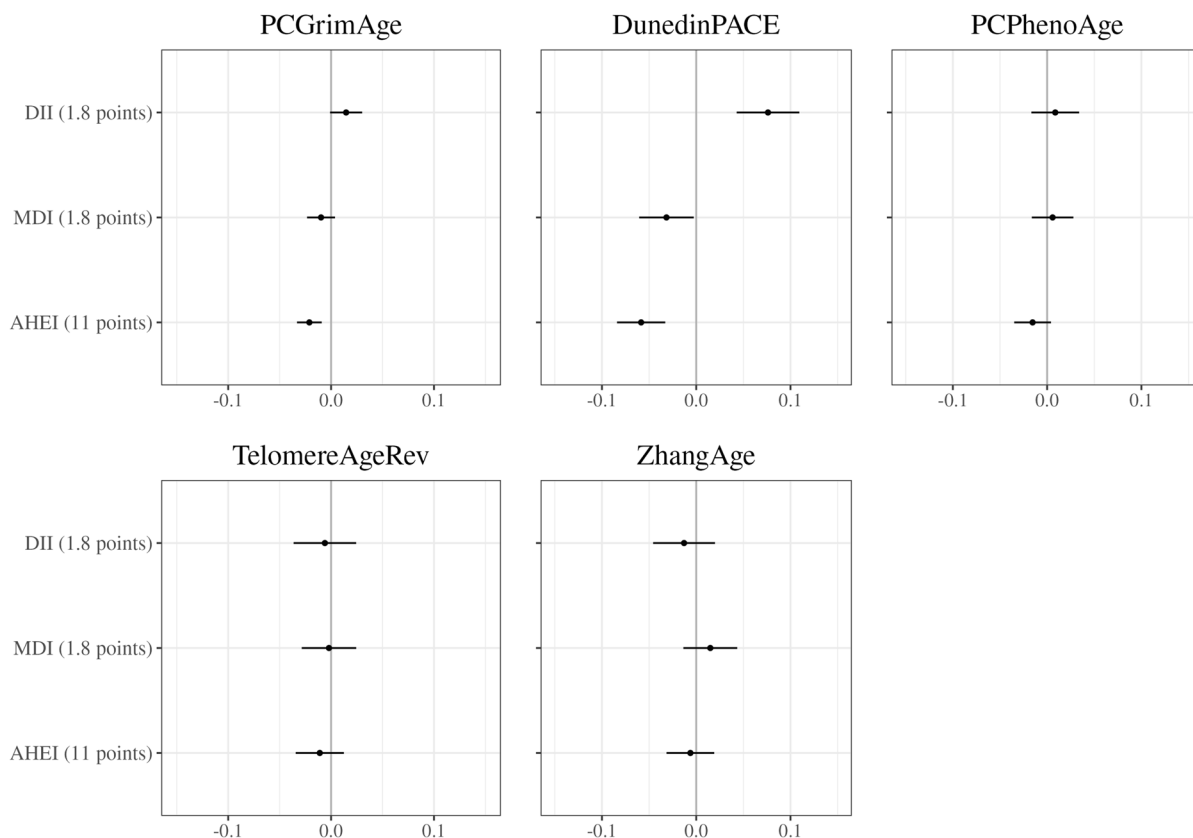 PCGrimAge DunedinPACE PCPhenoAge
DII (1.8 points)
MDI (1.8 points)
AHEI (11 points)
-0.1 0.0 0.1 -0.1 0.0 0.1 -0.1 0.0 0.1
TelomereAgeRev ZhangAge
DII (1.8 points)
MDI (1.8 points)
AHEI (11 points)
-0.1 0.0 0.1 -0.1 0.0 0.1